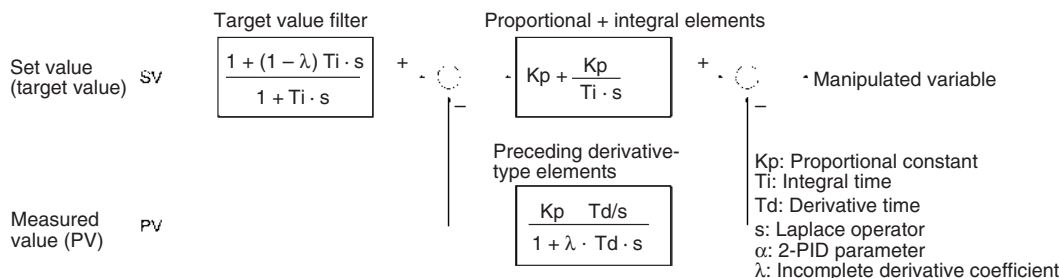 Target value filter
Proportional + integral elements
Set value
(target value)
SV
1 + (1 – λ) Ti · s
1 + Ti · s
+
–
Kp +
Kp
Ti · s
+
–
Manipulated variable
Preceding derivative-
type elements
Kp Td/s
1 + λ · Td · s
Measured
value (PV)
PV
Kp: Proportional constant
Ti: Integral time
Td: Derivative time
s: Laplace operator
α: 2-PID parameter
λ: Incomplete derivative coefficient